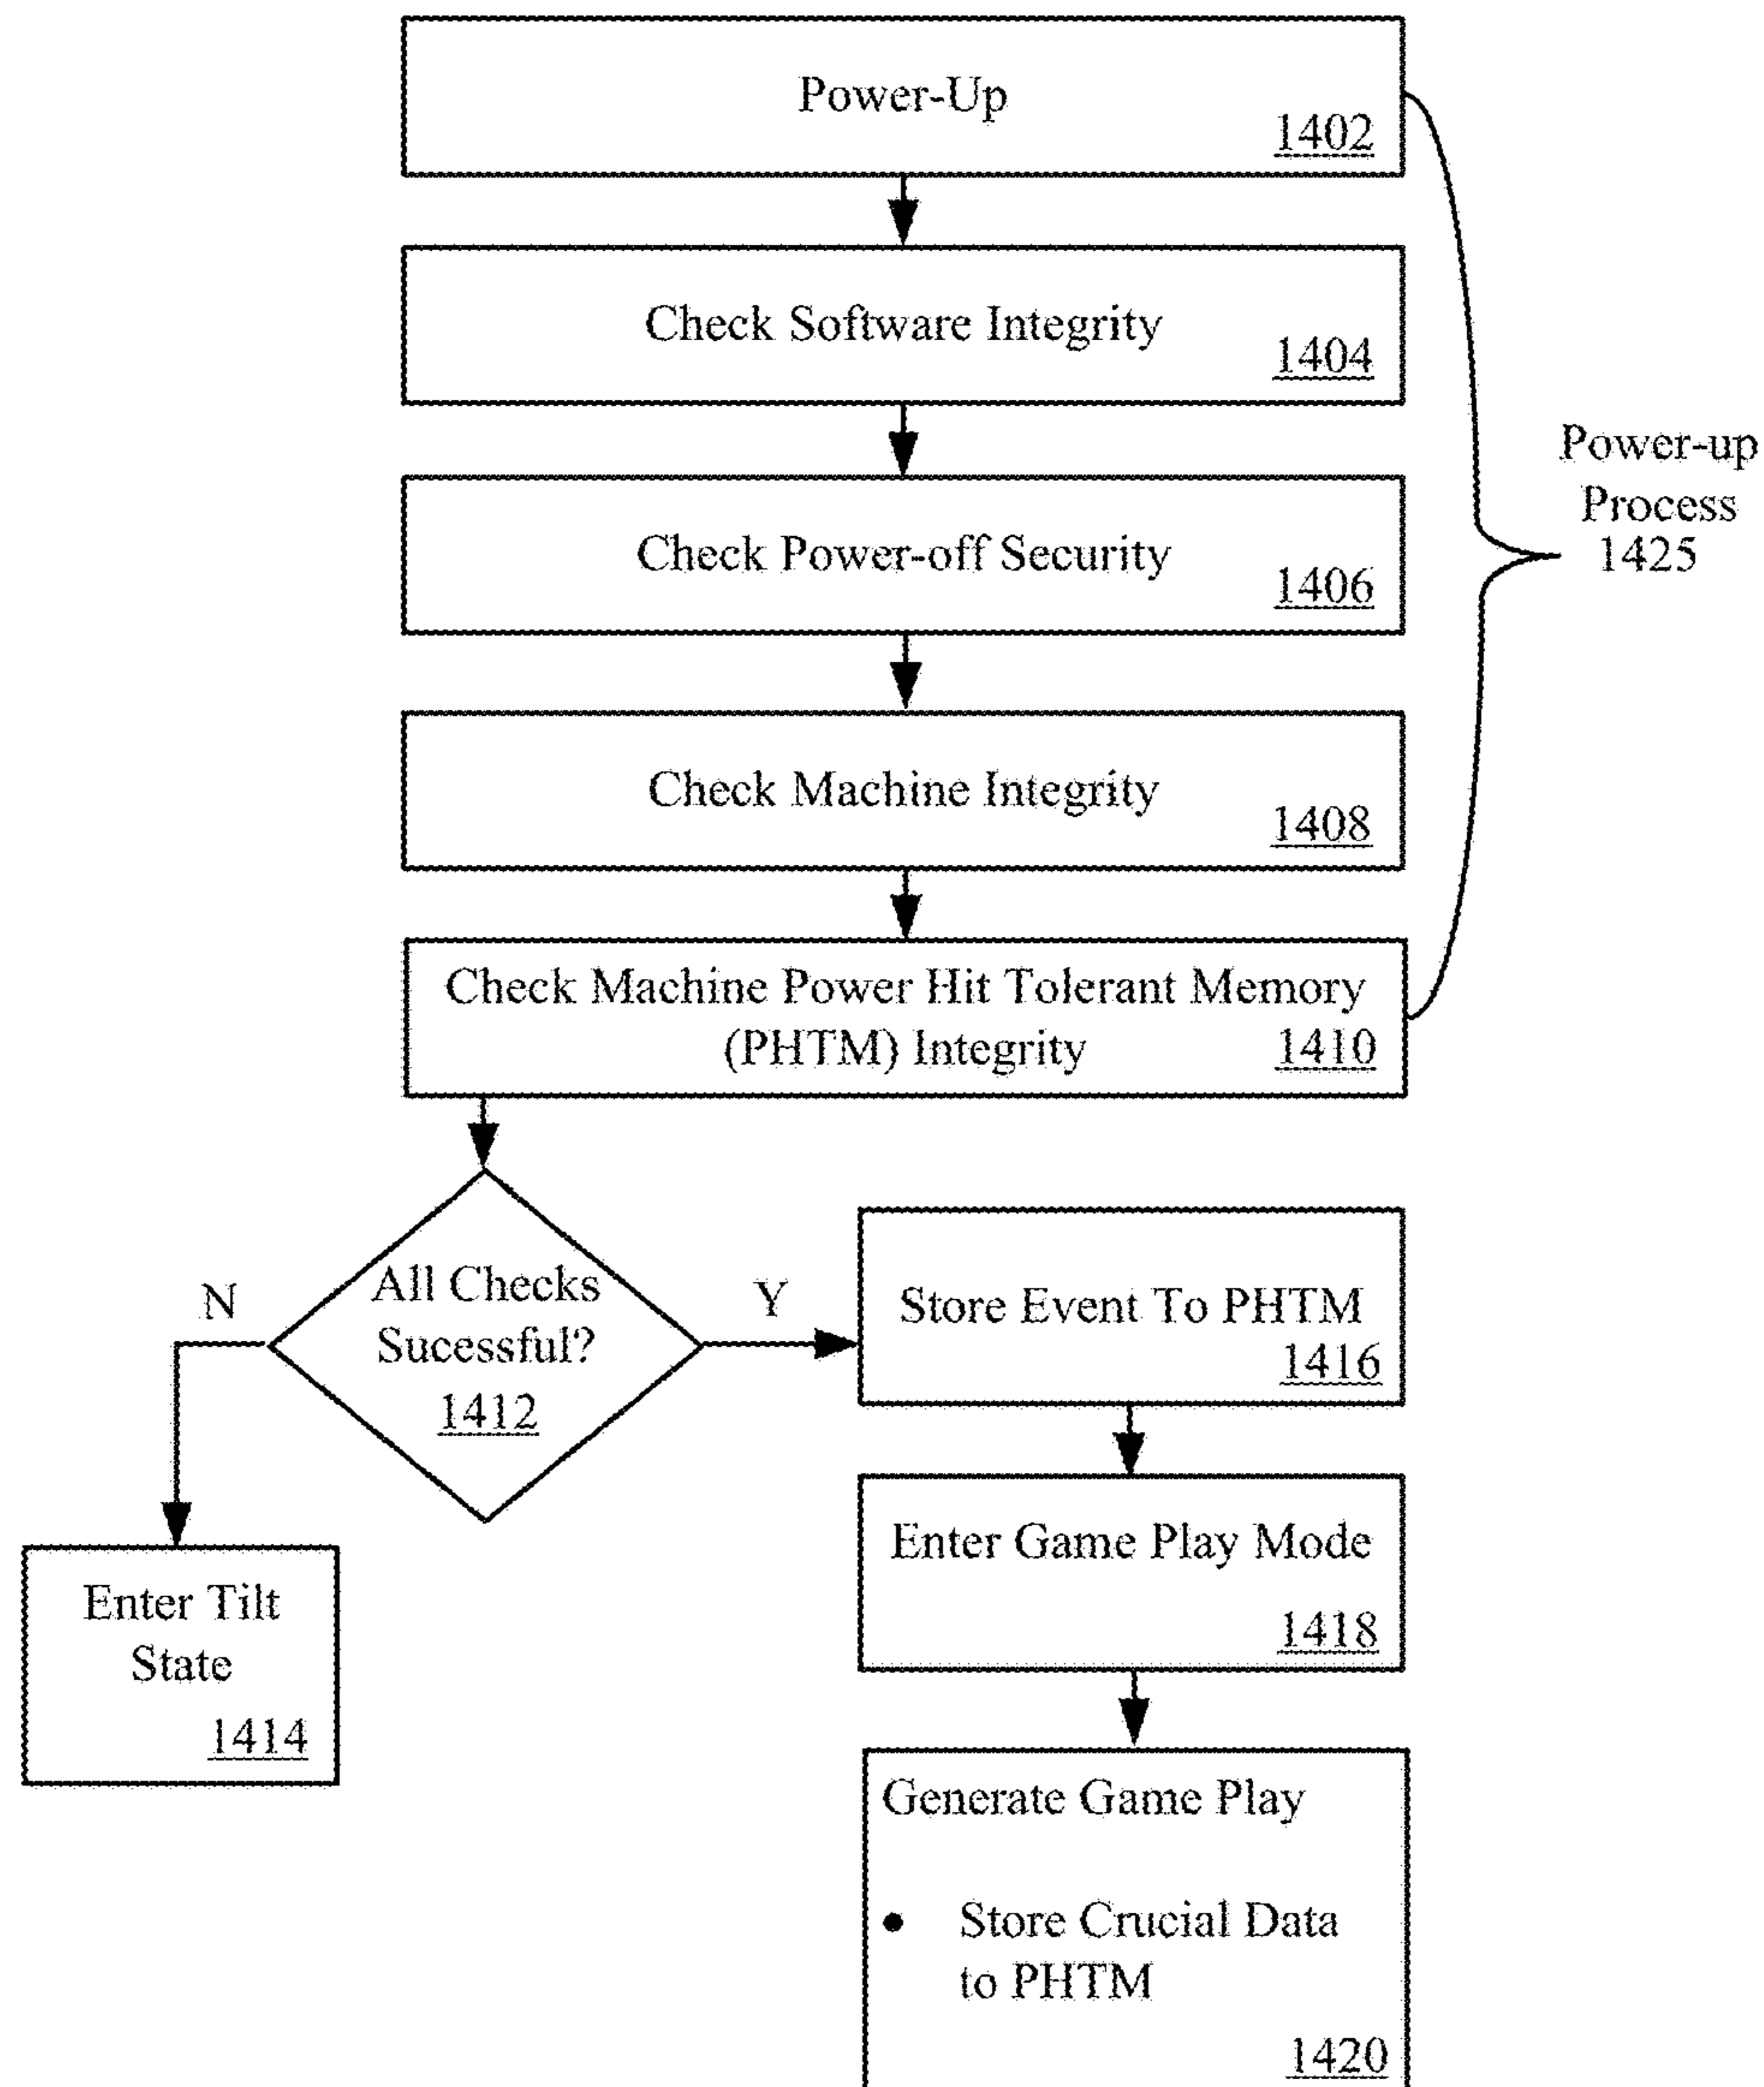 Power-Up
1402
Check Software Integrity
1404
Check Power-off Security
1406
Power-up
Process
1425
Check Machine Integrity
1408
Check Machine Power Hit Tolerant Memory
(PHTM) Integrity 1410
All Checks
Sucessful?
1412
N
Y
Store Event To PHTM
1416
Enter Game Play Mode
1418
Enter Tilt
State
1414
Generate Game Play
• Store Crucial Data
to PHTM
1420